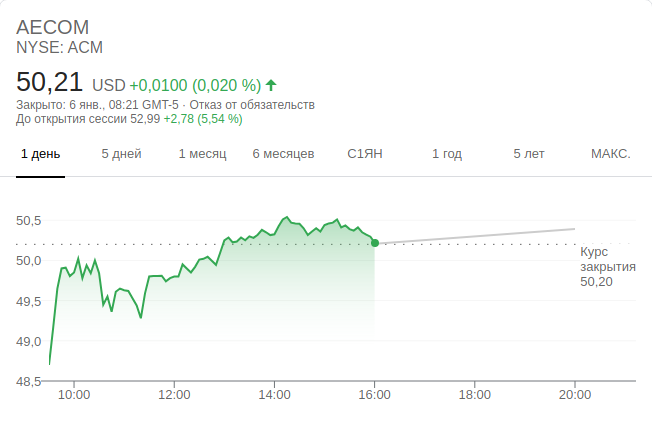 AECOM
NYSE: ACM
50,21 USD +0,0100 (0,020 %)
Закрыто: 6 янв., 08:21 GMT-5 · Отказ от обязательств
До открытия сессии 52,99 +2,78 (5,54 %)
1 день 5 дней 1 месяц 6 месяцев С1ЯН 1 год 5 лет МАКС.
50,5
50,0
49,5
49,0
48,5
Курс
закрытия
50,20
10:00 12:00 14:00 16:00 18:00 20:00